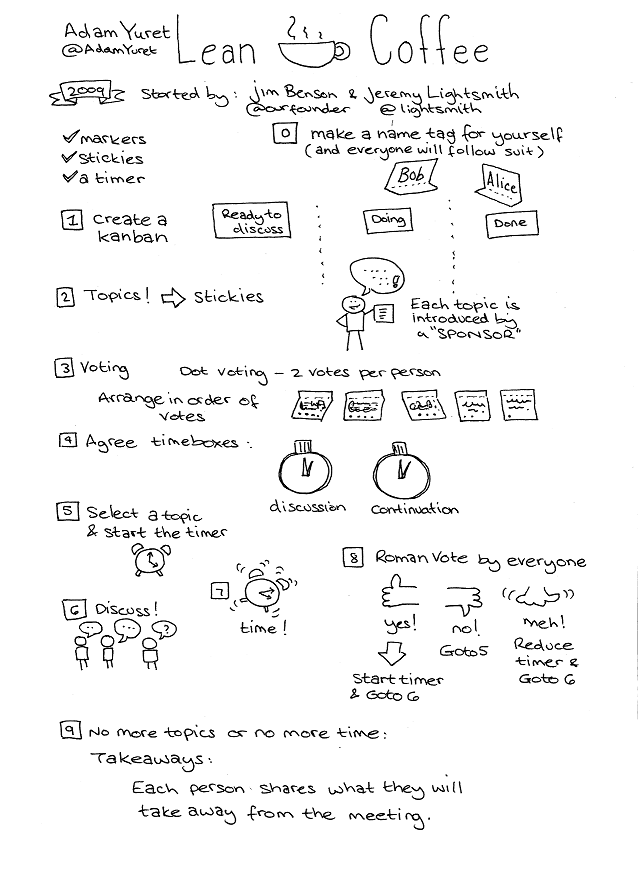 Adam Yuret
@AdamYuret
Lean Coffee
2009 Started by: Jim Benson & Jeremy Lightsmith
@ourfounder @lightsmith
✓markers
✓stickies
✓a timer
0 make a name tag for yourself
(and everyone will follow suit)
Bob
Alice
1 Create a
kanban
Ready to
discuss
Doing
Done
2 Topics! ⇨ stickies
Each topic is
introduced by
a "SPONSOR"
3 Voting Dot voting – 2 votes per person
Arrange in order of
votes
4 Agree timeboxes:
discussion
continuation
5 Select a topic
& start the timer
6 Discuss!
...
...
?
7
time!
8 Roman Vote by everyone
yes!
Start timer
& Goto 6
no!
Goto 5
meh!
Reduce
timer &
Goto 6
9 No more topics or no more time:
Takeaways:
Each person shares what they will
take away from the meeting.